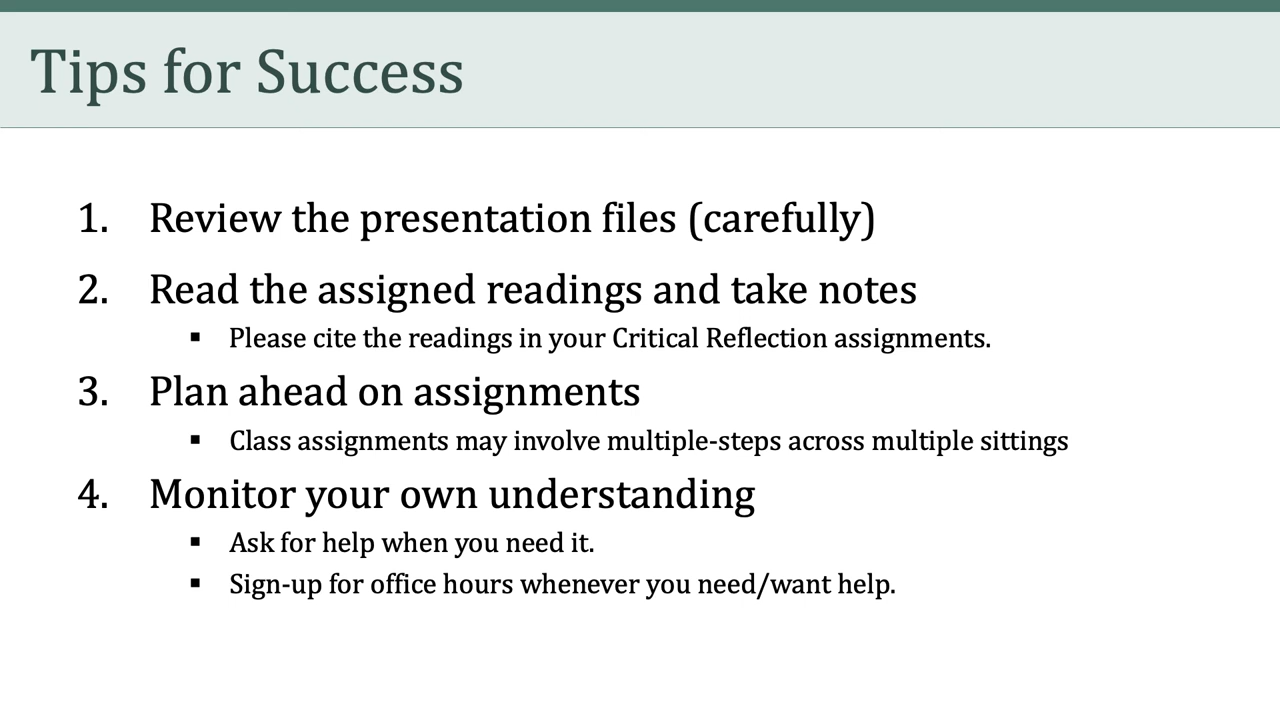 Tips for Success
1. Review the presentation files (carefully)
2. Read the assigned readings and take notes
▪ Please cite the readings in your Critical Reflection assignments.
3. Plan ahead on assignments
▪ Class assignments may involve multiple-steps across multiple sittings
4. Monitor your own understanding
▪ Ask for help when you need it.
▪ Sign-up for office hours whenever you need/want help.